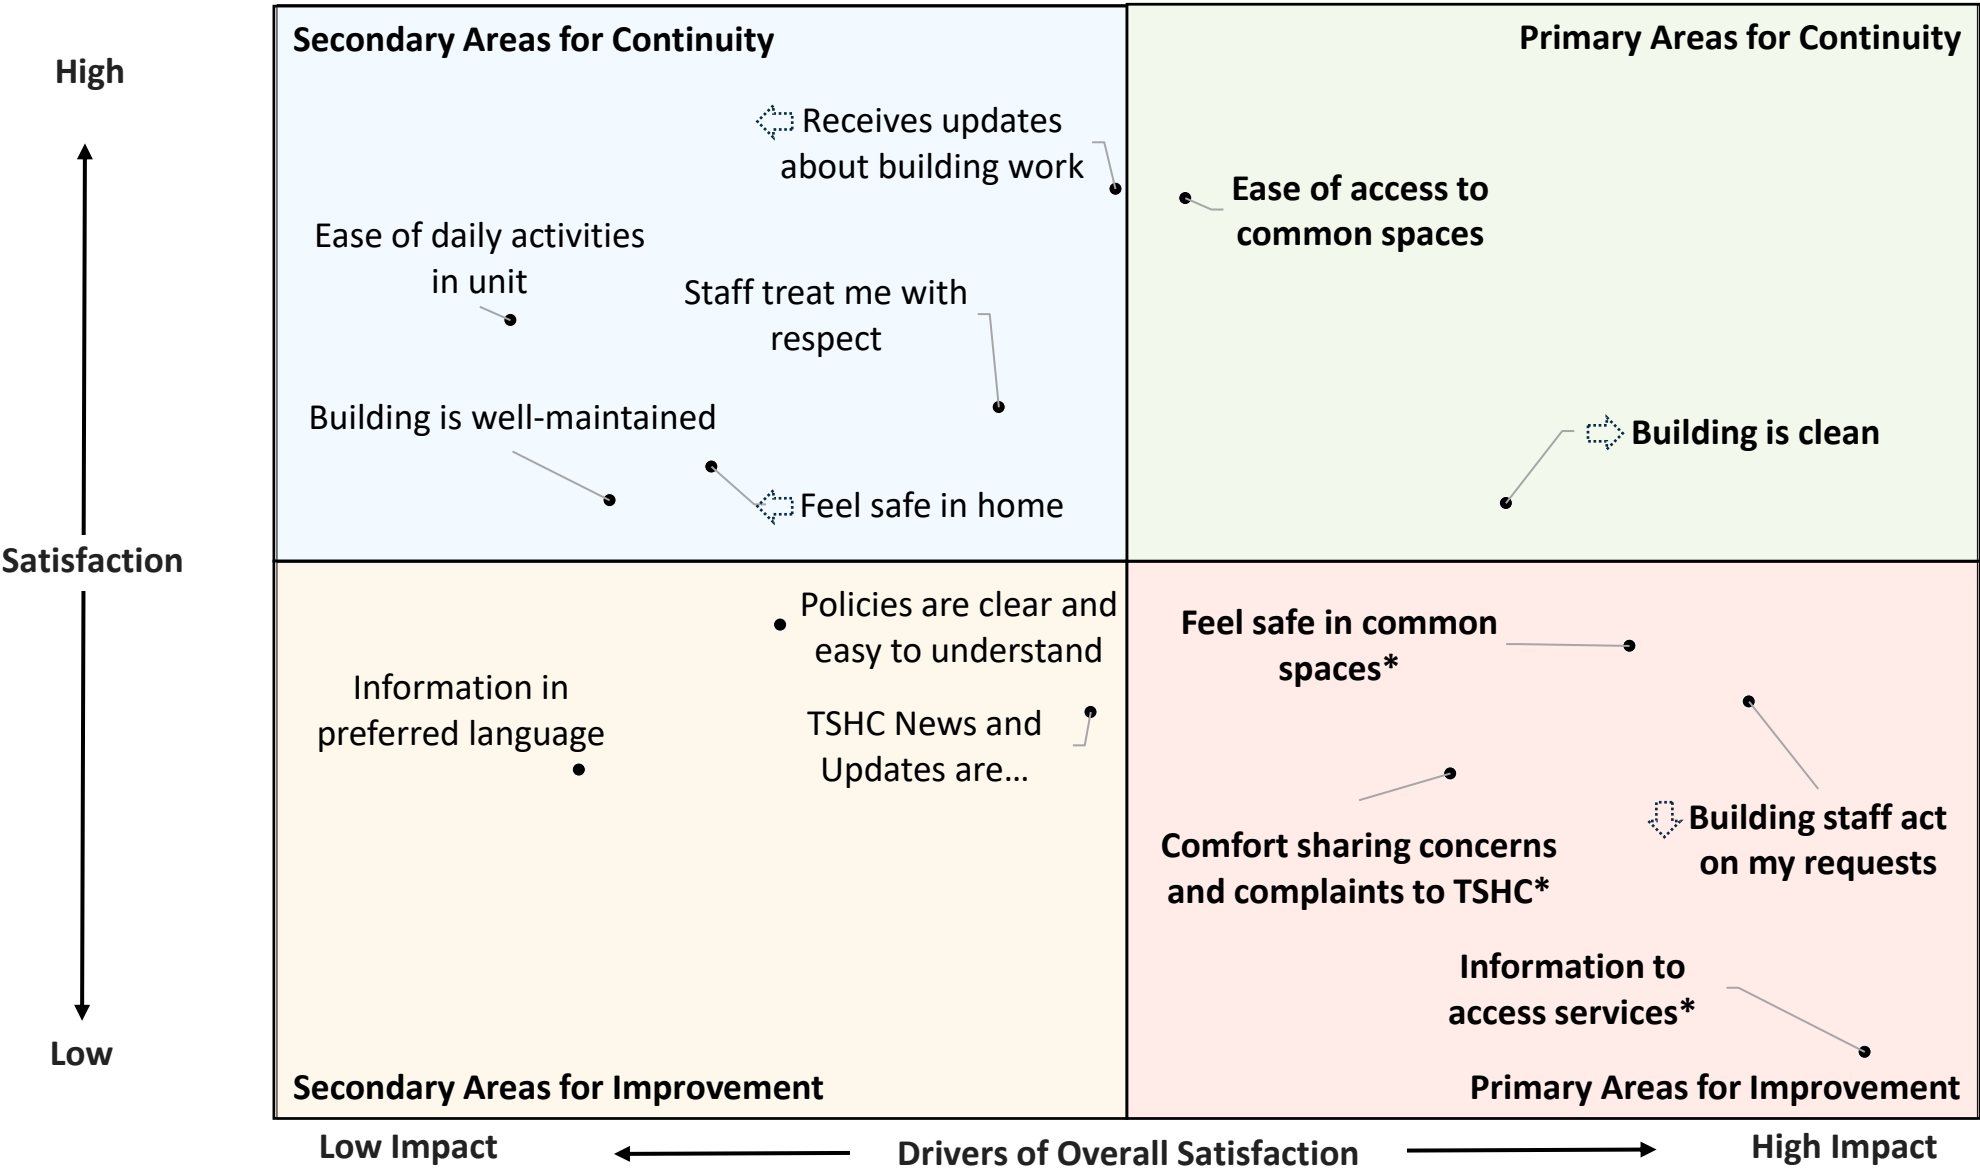 Secondary Areas for Continuity
Primary Areas for Continuity
High
Receives updates
about building work
Ease of access to
common spaces
Ease of daily activities
in unit
Staff treat me with
respect
Building is well-maintained
Building is clean
Feel safe in home
Satisfaction
Policies are clear and
easy to understand
Feel safe in common
spaces*
Information in
preferred language
TSHC News and
Updates are...
Building staff act
on my requests
Comfort sharing concerns
and complaints to TSHC*
Information to
access services*
Low
Secondary Areas for Improvement
Primary Areas for Improvement
Low Impact
Drivers of Overall Satisfaction
High Impact